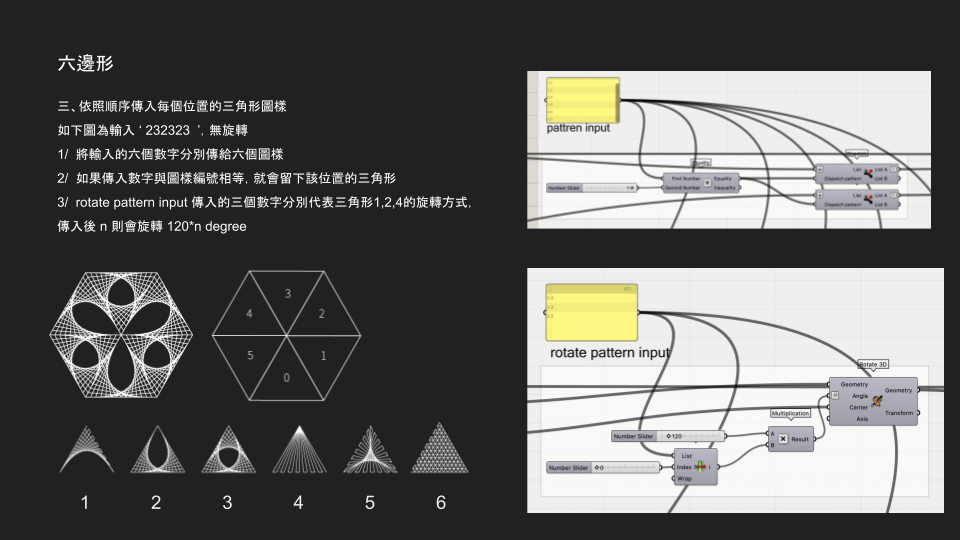 六邊形
三、依照順序傳入每個位置的三角形圖樣
如下圖為輸入 ‘ 232323 ’, 無旋轉
1/ 將輸入的六個數字分別傳給六個圖樣
2/ 如果傳入數字與圖樣編號相等, 就會留下該位置的三角形
3/ rotate pattern input 傳入的三個數字分別代表三角形1,2,4的旋轉方式,
傳入後 n 則會旋轉 120*n degree
3
4
2
5
1
0
1 2 3 4 5 6
pattren input
Equality
Number Slider
First Number
Second Number
Equality
Inequality
List
Dispatch pattern
List A
List B
List
Dispatch pattern
List A
List B
rotate pattern input
Rotate 3D
Geometry
Angle
Center
Axis
Geometry
Transform
Multiplication
A
B
Result
Number Slider 120
Number Slider 0
List
Index
Wrap
i